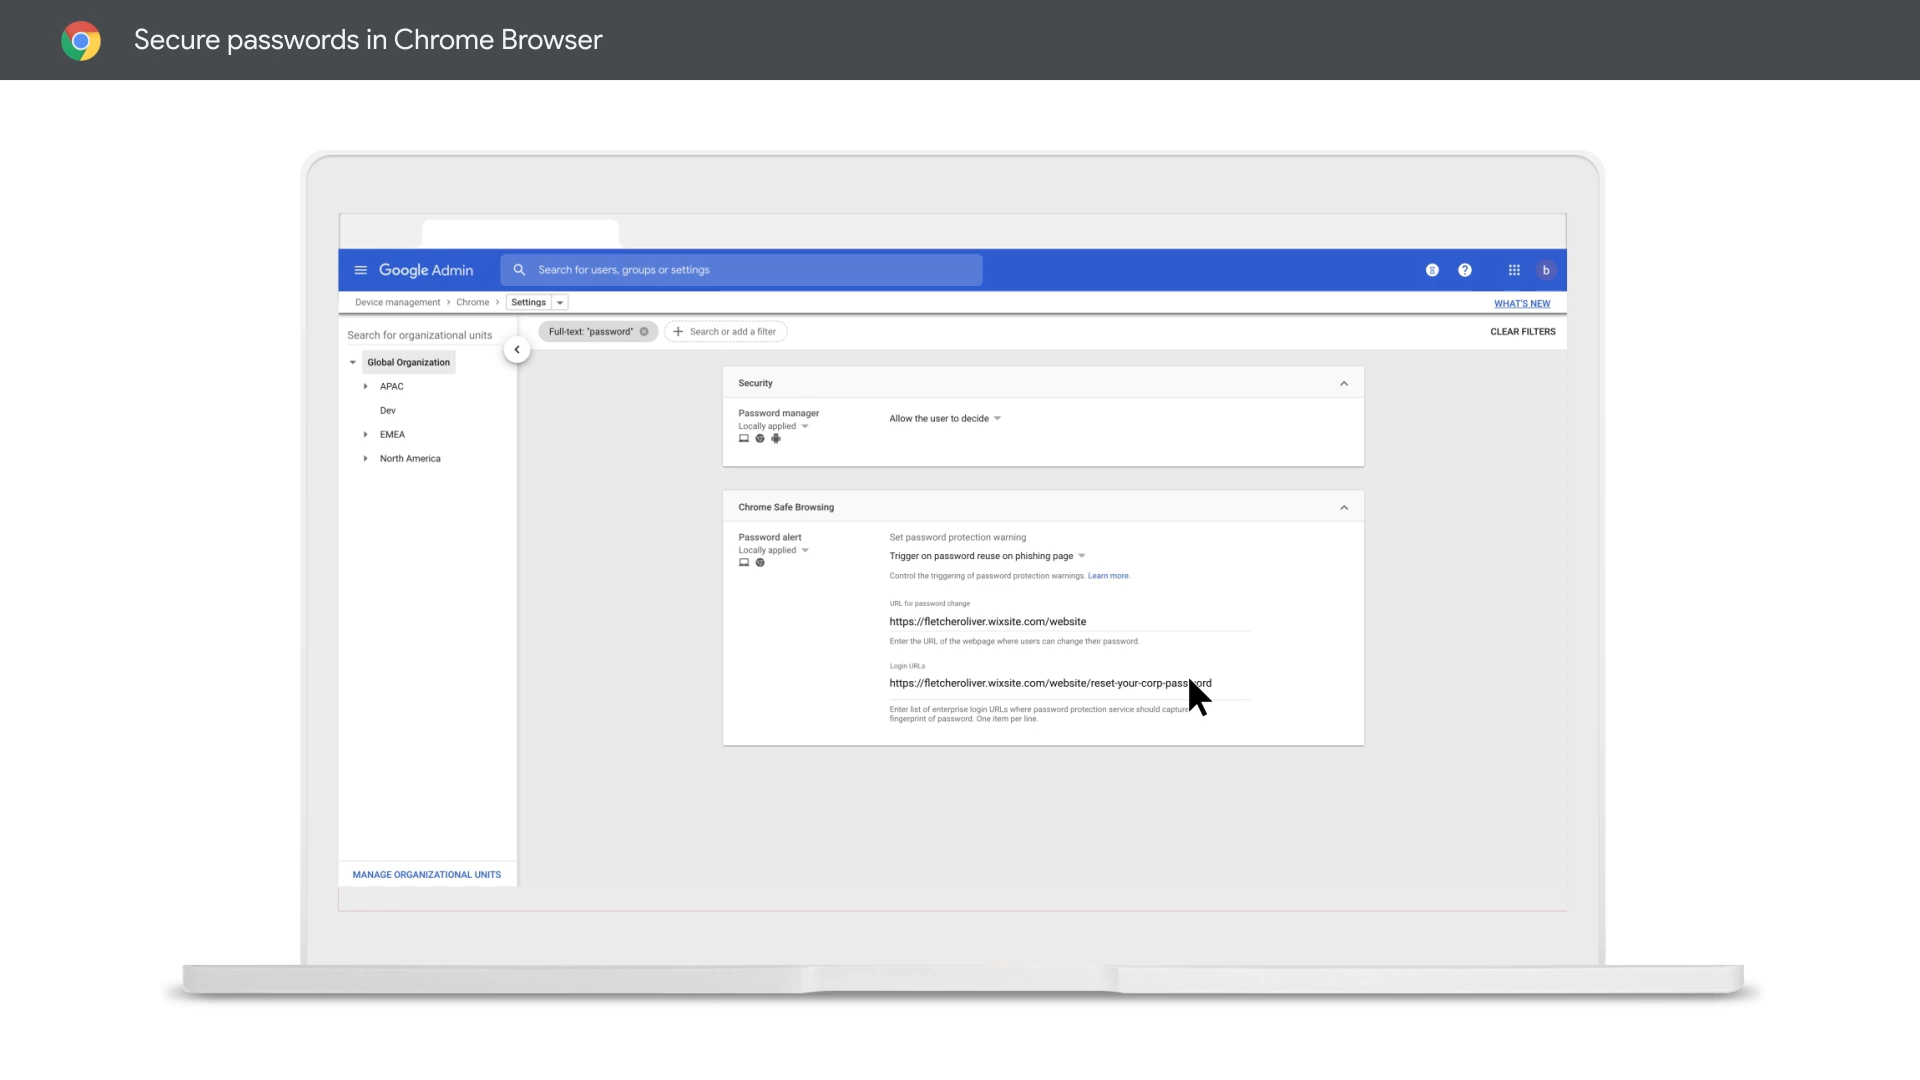 Secure passwords in Chrome Browser
Google Admin
Search for users, groups or settings
b
Device management > Chrome > Settings
WHAT'S NEW
Search for organizational units
Full-text: "password"
Search or add a filter
CLEAR FILTERS
Global Organization
APAC
Dev
EMEA
North America
MANAGE ORGANIZATIONAL UNITS
Security
Password manager
Locally applied
Allow the user to decide
Chrome Safe Browsing
Password alert
Locally applied
Set password protection warning
Trigger on password reuse on phishing page
Control the triggering of password protection warnings. Learn more.
URL for password change
https://fletcheroliver.wixsite.com/website
Enter the URL of the webpage where users can change their password.
Login URLs
https://fletcheroliver.wixsite.com/website/reset-your-corp-password
Enter list of enterprise login URLs where password protection service should capture
fingerprint of password. One item per line.